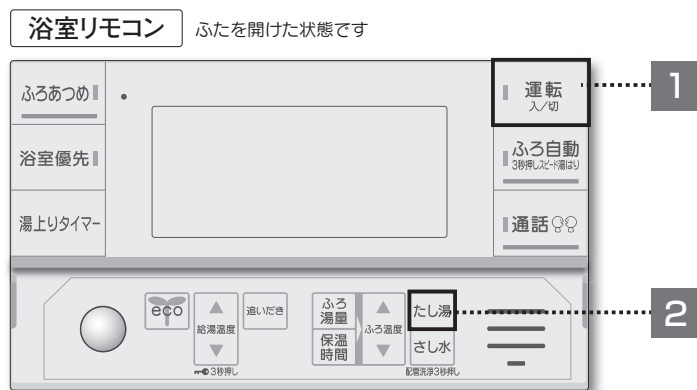 浴室リモコン
ふたを開けた状態です
ふろあつめ
浴室優先
湯上りタイマー
運転
入/切
1
ふろ自動
3秒押しスピード湯はり
通話
eco
給湯温度
3秒押し
追いだき
ふろ
湯量
保温
時間
ふろ温度
たし湯
2
さし水
配管洗浄3秒押し